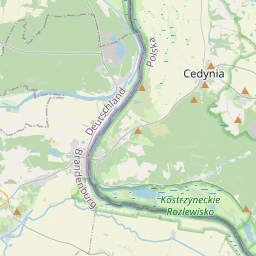 Polska
Deutschland
Cedynia
Brandenburg
Kostrzyneckie
Rozlewisko